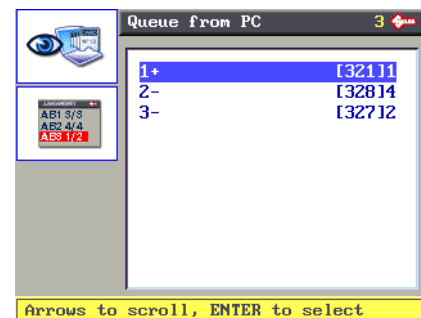 Queue from PC 3
1+ [321]1
2- [328]4
3- [327]2
AB1 3/3
AB2 4/4
AB3 1/2
Arrows to scroll, ENTER to select